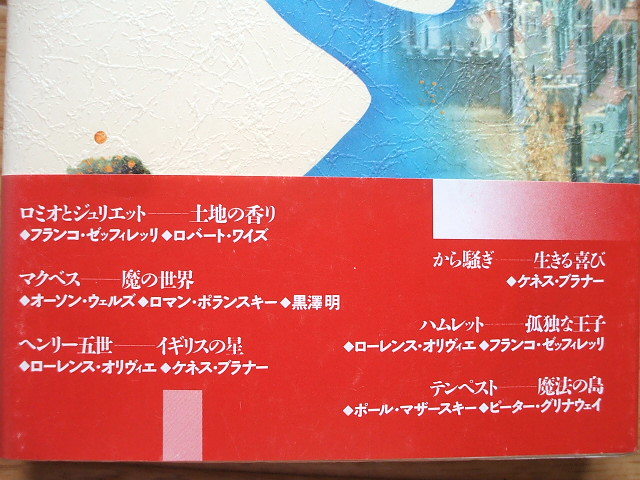 ロミオとジュリエット――土地の香り
◆フランコ・ゼッフィレッリ◆ロバート・ワイズ
マクベス――魔の世界
◆オーソン・ウェルズ◆ロマン・ポランスキー◆黒澤明
ヘンリー五世――イギリスの星
◆ローレンス・オリヴィエ◆ケネス・ブラナー
から騒ぎ――生きる喜び
◆ケネス・ブラナー
ハムレット――孤独な王子
◆ローレンス・オリヴィエ◆フランコ・ゼッフィレッリ
テンペスト――魔法の島
◆ポール・マザースキー◆ピーター・グリナウェイ